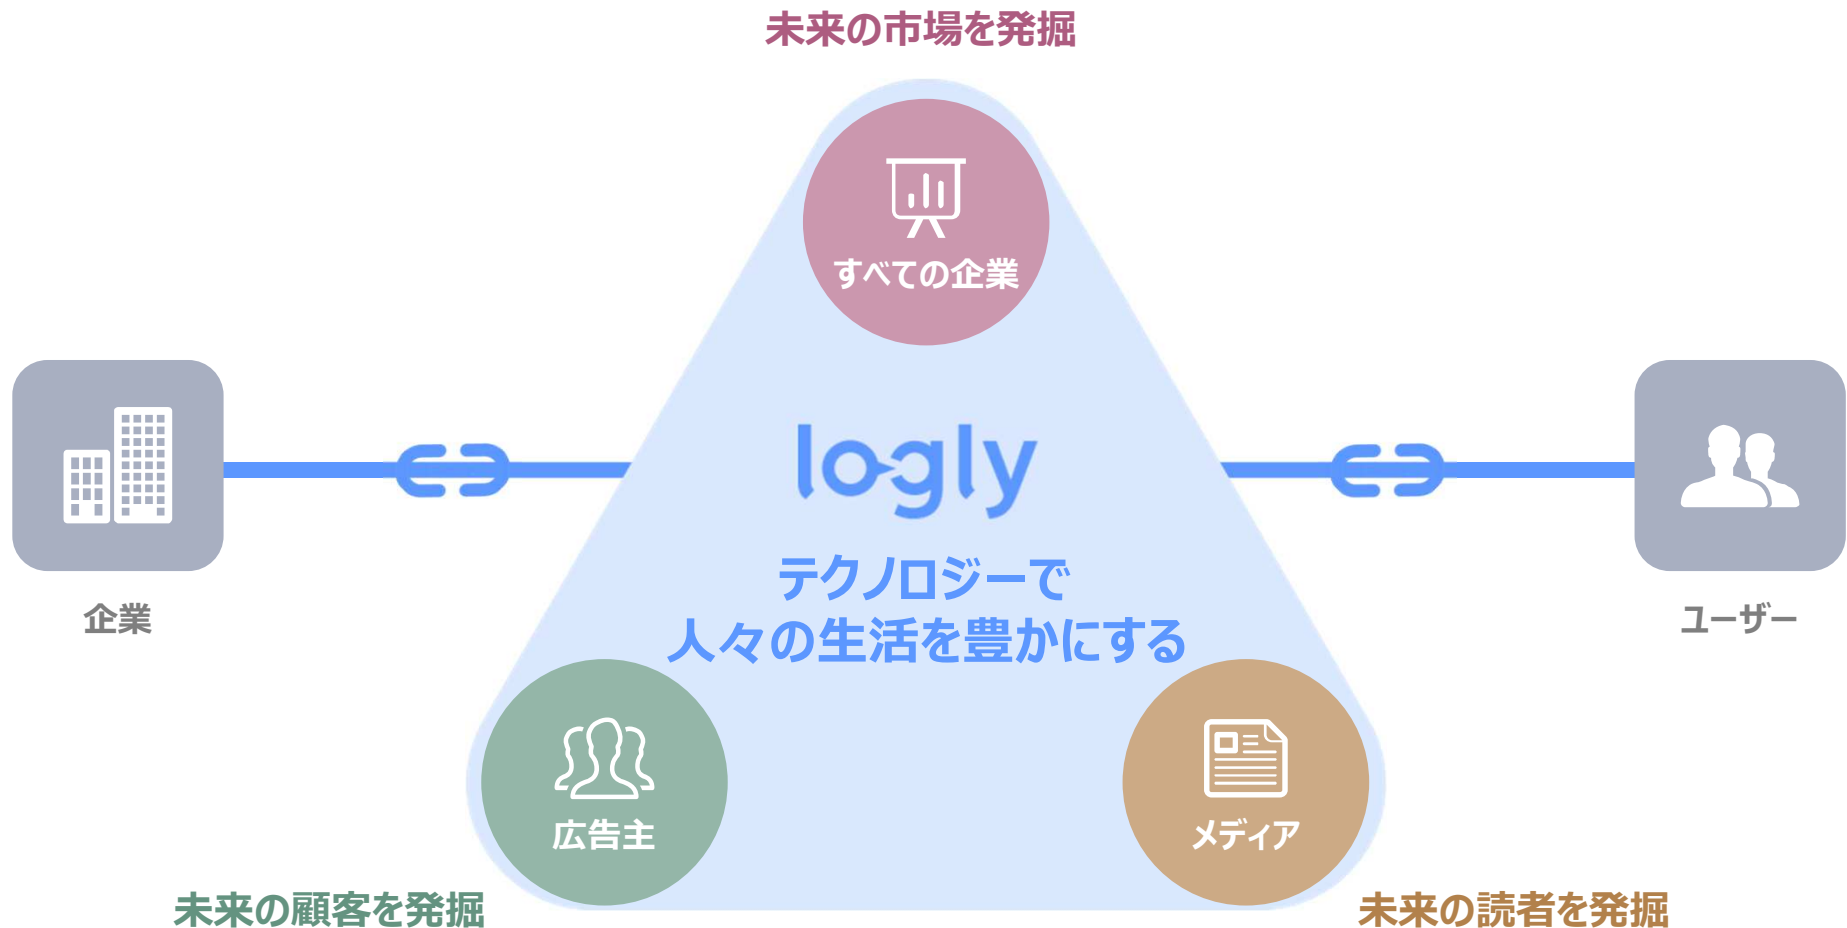 未来の市場を発掘
すべての企業
logly
テクノロジーで
人々の生活を豊かにする
企業
ユーザー
広告主
メディア
未来の顧客を発掘
未来の読者を発掘